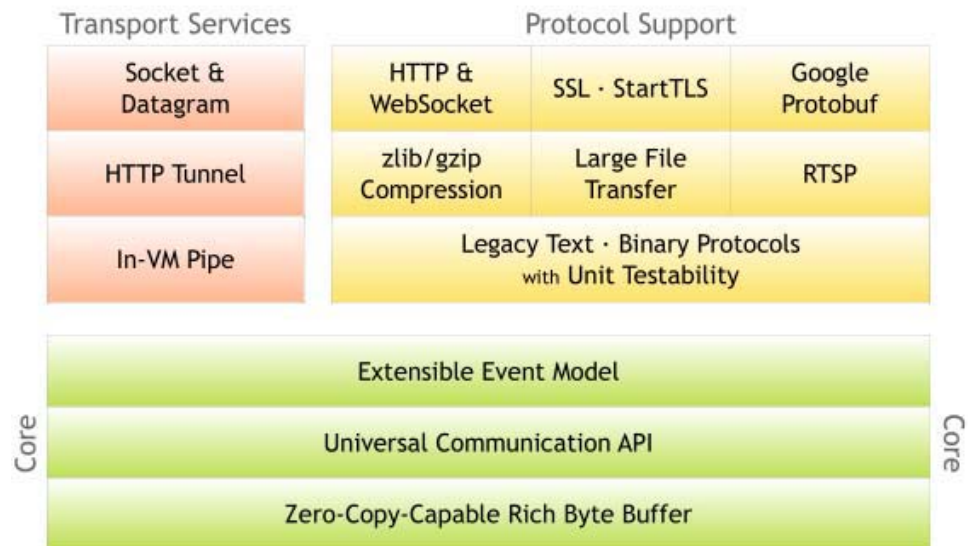 Transport Services
Protocol Support
Socket &
Datagram
HTTP &
WebSocket
SSL · StartTLS
Google
Protobuf
HTTP Tunnel
zlib/gzip
Compression
Large File
Transfer
RTSP
In-VM Pipe
Legacy Text · Binary Protocols
with Unit Testability
Core
Extensible Event Model
Universal Communication API
Zero-Copy-Capable Rich Byte Buffer
Core